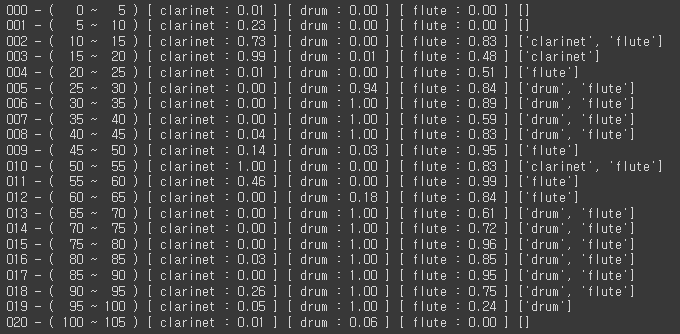 000 - (   0 ~   5 ) [ clarinet : 0.01 ] [ drum : 0.00 ] [ flute : 0.00 ] []
001 - (   5 ~  10 ) [ clarinet : 0.23 ] [ drum : 0.00 ] [ flute : 0.00 ] []
002 - (  10 ~  15 ) [ clarinet : 0.73 ] [ drum : 0.00 ] [ flute : 0.83 ] ['clarinet', 'flute']
003 - (  15 ~  20 ) [ clarinet : 0.99 ] [ drum : 0.01 ] [ flute : 0.48 ] ['clarinet']
004 - (  20 ~  25 ) [ clarinet : 0.01 ] [ drum : 0.00 ] [ flute : 0.51 ] ['flute']
005 - (  25 ~  30 ) [ clarinet : 0.00 ] [ drum : 0.94 ] [ flute : 0.84 ] ['drum', 'flute']
006 - (  30 ~  35 ) [ clarinet : 0.00 ] [ drum : 1.00 ] [ flute : 0.89 ] ['drum', 'flute']
007 - (  35 ~  40 ) [ clarinet : 0.00 ] [ drum : 1.00 ] [ flute : 0.59 ] ['drum', 'flute']
008 - (  40 ~  45 ) [ clarinet : 0.04 ] [ drum : 1.00 ] [ flute : 0.83 ] ['drum', 'flute']
009 - (  45 ~  50 ) [ clarinet : 0.14 ] [ drum : 0.03 ] [ flute : 0.95 ] ['flute']
010 - (  50 ~  55 ) [ clarinet : 1.00 ] [ drum : 0.00 ] [ flute : 0.83 ] ['clarinet', 'flute']
011 - (  55 ~  60 ) [ clarinet : 0.46 ] [ drum : 0.00 ] [ flute : 0.99 ] ['flute']
012 - (  60 ~  65 ) [ clarinet : 0.00 ] [ drum : 0.18 ] [ flute : 0.84 ] ['flute']
013 - (  65 ~  70 ) [ clarinet : 0.00 ] [ drum : 1.00 ] [ flute : 0.61 ] ['drum', 'flute']
014 - (  70 ~  75 ) [ clarinet : 0.00 ] [ drum : 1.00 ] [ flute : 0.72 ] ['drum', 'flute']
015 - (  75 ~  80 ) [ clarinet : 0.00 ] [ drum : 1.00 ] [ flute : 0.96 ] ['drum', 'flute']
016 - (  80 ~  85 ) [ clarinet : 0.03 ] [ drum : 1.00 ] [ flute : 0.85 ] ['drum', 'flute']
017 - (  85 ~  90 ) [ clarinet : 0.00 ] [ drum : 1.00 ] [ flute : 0.95 ] ['drum', 'flute']
018 - (  90 ~  95 ) [ clarinet : 0.26 ] [ drum : 1.00 ] [ flute : 0.75 ] ['drum', 'flute']
019 - (  95 ~ 100 ) [ clarinet : 0.05 ] [ drum : 1.00 ] [ flute : 0.24 ] ['drum']
020 - ( 100 ~ 105 ) [ clarinet : 0.01 ] [ drum : 0.06 ] [ flute : 0.00 ] []